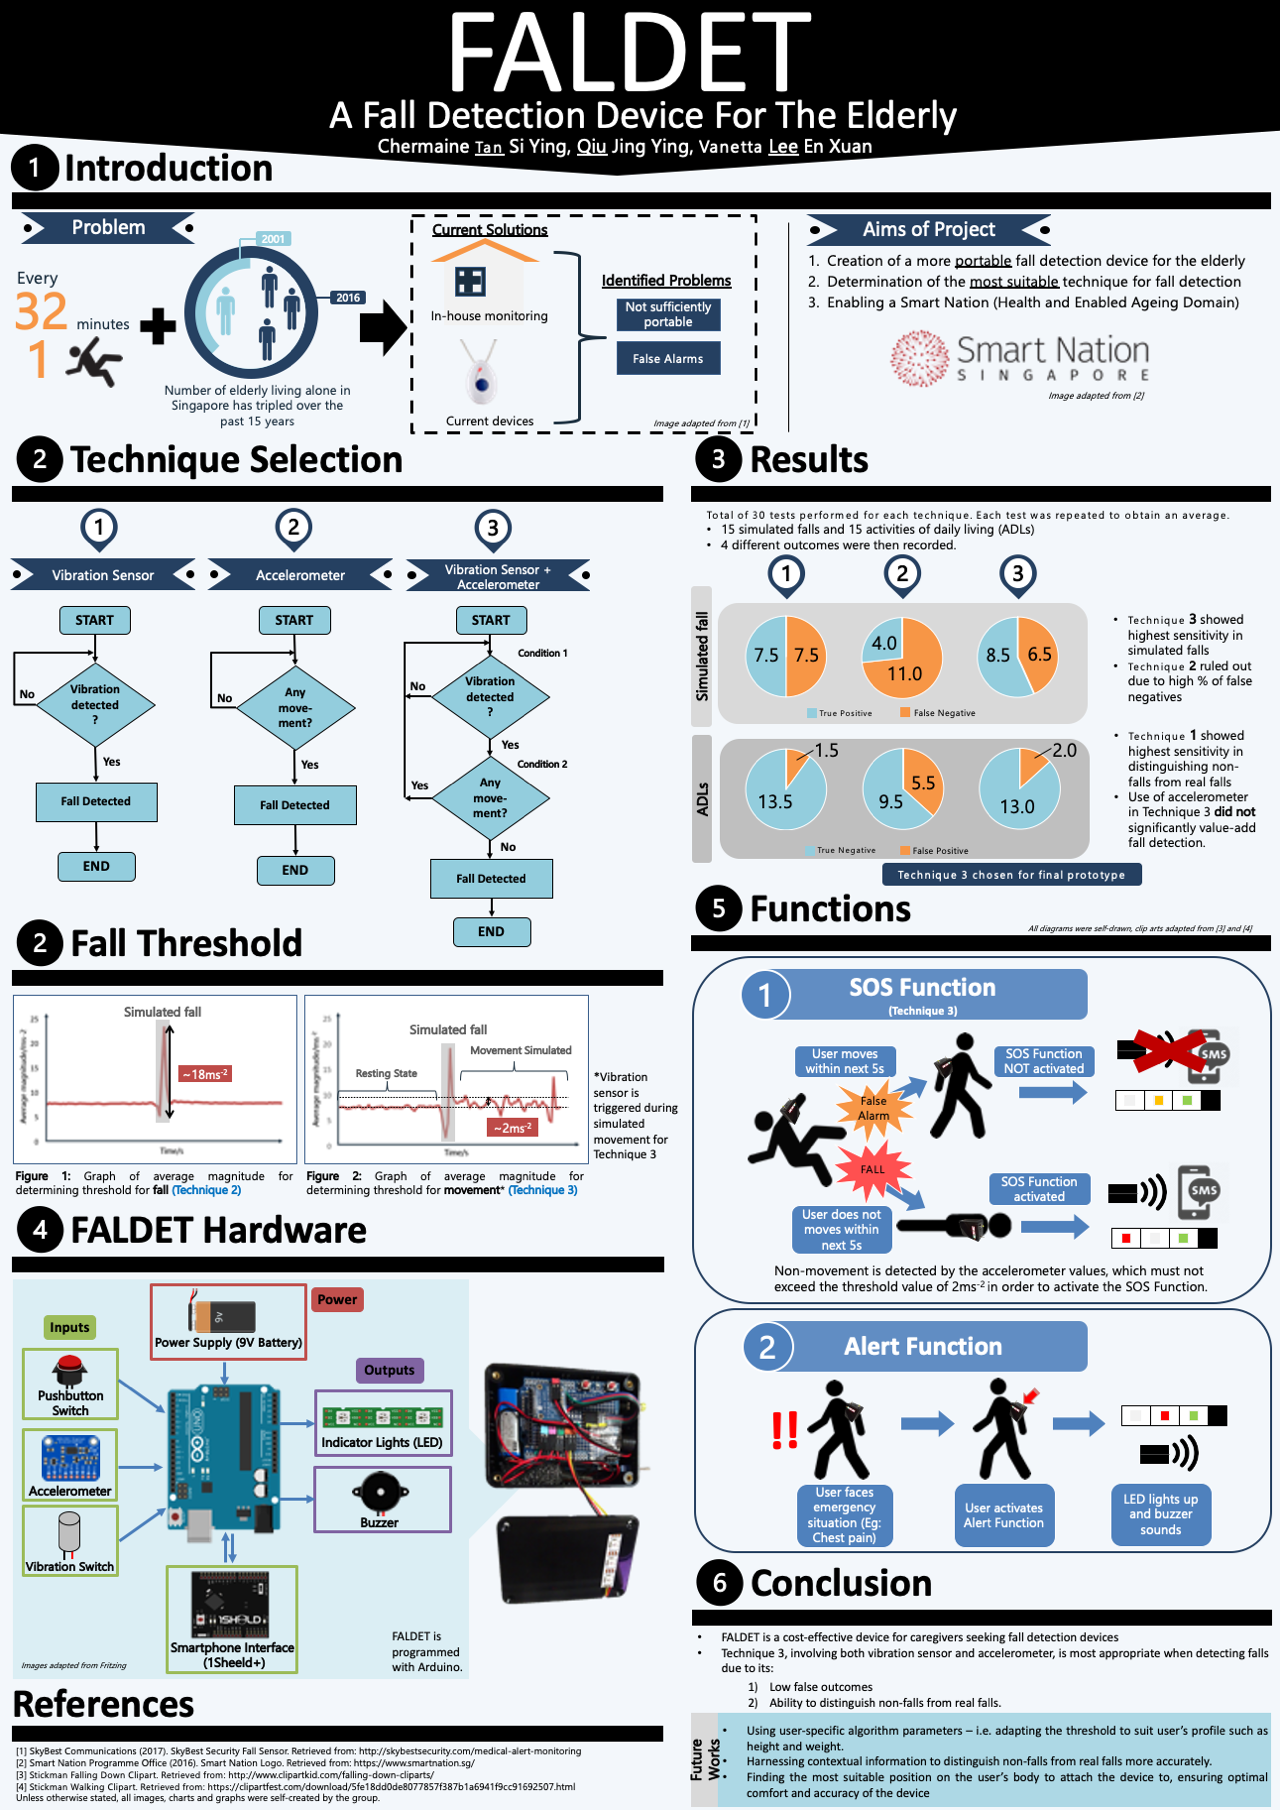 FALDET
A Fall Detection Device For The Elderly
Chermaine Tan Si Ying, Qiu Jing Ying, Vanetta Lee En Xuan
1 Introduction
Problem
Every
32 minutes
1
2001
2016
Number of elderly living alone in
Singapore has tripled over the
past 15 years
Current Solutions
In-house monitoring
Current devices
Identified Problems
Not sufficiently
portable
False Alarms
Image adapted from [1]
Aims of Project
1. Creation of a more portable fall detection device for the elderly
2. Determination of the most suitable technique for fall detection
3. Enabling a Smart Nation (Health and Enabled Ageing Domain)
Smart Nation
SINGAPORE
Image adapted from [2]
2 Technique Selection
1
Vibration Sensor
START
Vibration
detected
?
No
Yes
Fall Detected
END
2
Accelerometer
START
Any
move-
ment?
No
Yes
Fall Detected
END
3
Vibration Sensor +
Accelerometer
START
Condition 1
Vibration
detected
?
No
Yes
Condition 2
Any
move-
ment?
Yes
No
Fall Detected
END
3 Results
Total of 30 tests performed for each technique. Each test was repeated to obtain an average.
• 15 simulated falls and 15 activities of daily living (ADLs)
• 4 different outcomes were then recorded.
1 2 3
Simulated fall
7.5 7.5
4.0
11.0
8.5 6.5
True Positive False Negative
• Technique 3 showed
highest sensitivity in
simulated falls
• Technique 2 ruled out
due to high % of false
negatives
ADLs
1.5
13.5
5.5
9.5
2.0
13.0
True Negative False Positive
• Technique 1 showed
highest sensitivity in
distinguishing non-
falls from real falls
• Use of accelerometer
in Technique 3 did not
significantly value-add
fall detection.
Technique 3 chosen for final prototype
2 Fall Threshold
Simulated fall
Average magnitude/ms-2
25
20
15
10
5
0
~18ms-2
Time/s
Figure 1: Graph of average magnitude for
determining threshold for fall (Technique 2)
Simulated fall
Movement Simulated
Resting State
Average magnitude/ms-2
25
20
15
10
5
0
~2ms-2
Time/s
Figure 2: Graph of average magnitude for
determining threshold for movement* (Technique 3)
*Vibration
sensor is
triggered during
simulated
movement for
Technique 3
4 FALDET Hardware
Power
9v
Power Supply (9V Battery)
Inputs
Pushbutton
Switch
Accelerometer
Vibration Switch
Outputs
Indicator Lights (LED)
Buzzer
1SHEELD
Smartphone Interface
(1Sheeld+)
FALDET is
programmed
with Arduino.
Images adapted from Fritzing
References
[1] SkyBest Communications (2017). SkyBest Security Fall Sensor. Retrieved from: http://skybestsecurity.com/medical-alert-monitoring
[2] Smart Nation Programme Office (2016). Smart Nation Logo. Retrieved from: https://www.smartnation.sg/
[3] Stickman Falling Down Clipart. Retrieved from: http://www.clipartkid.com/falling-down-cliparts/
[4] Stickman Walking Clipart. Retrieved from: https://clipartfest.com/download/5fe18dd0de8077857f387b1a6941f9cc91692507.html
Unless otherwise stated, all images, charts and graphs were self-created by the group.
5 Functions
All diagrams were self-drawn, clip arts adapted from [3] and [4]
1 SOS Function
(Technique 3)
User moves
within next 5s
False
Alarm
SOS Function
NOT activated
SMS
FALL
User does not
moves within
next 5s
SOS Function
activated
SMS
Non-movement is detected by the accelerometer values, which must not
exceed the threshold value of 2ms-2 in order to activate the SOS Function.
2 Alert Function
!!
User faces
emergency
situation (Eg:
Chest pain)
User activates
Alert Function
LED lights up
and buzzer
sounds
6 Conclusion
• FALDET is a cost-effective device for caregivers seeking fall detection devices
• Technique 3, involving both vibration sensor and accelerometer, is most appropriate when detecting falls
due to its:
1) Low false outcomes
2) Ability to distinguish non-falls from real falls.
Future
Works
• Using user-specific algorithm parameters – i.e. adapting the threshold to suit user's profile such as
height and weight.
• Harnessing contextual information to distinguish non-falls from real falls more accurately.
• Finding the most suitable position on the user's body to attach the device to, ensuring optimal
comfort and accuracy of the device